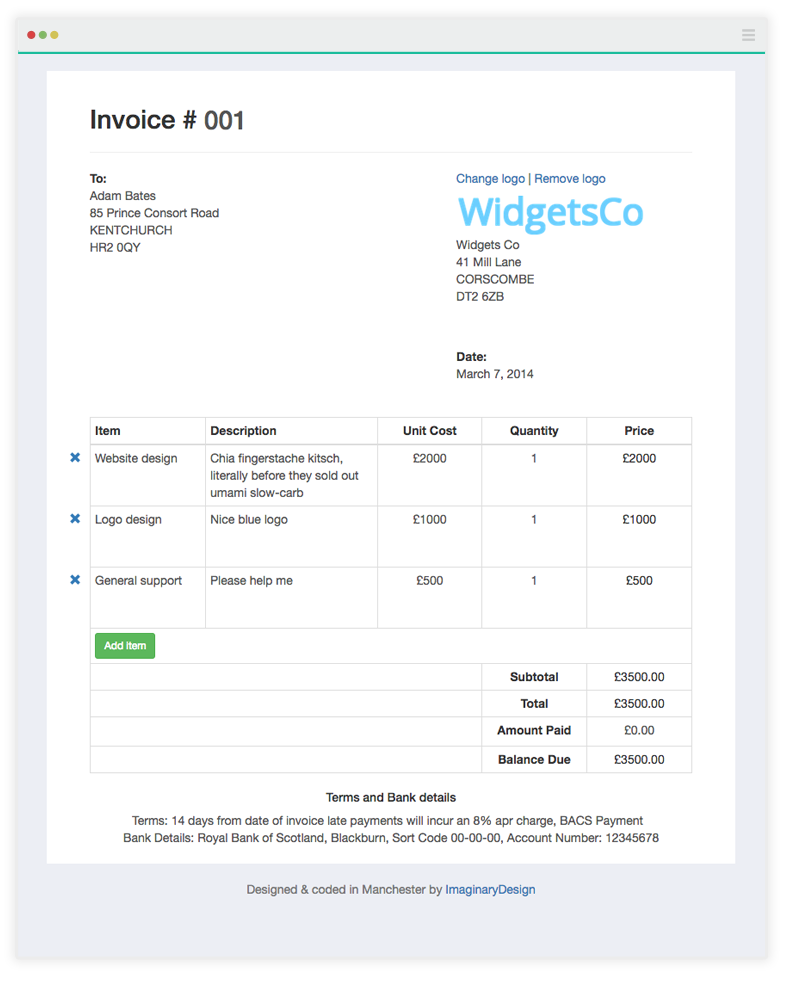 Invoice # 001
To:
Adam Bates
85 Prince Consort Road
KENTCHURCH
HR2 0QY
Change logo | Remove logo
WidgetsCo
Widgets Co
41 Mill Lane
CORSCOMBE
DT2 6ZB
Date:
March 7, 2014
Item Description Unit Cost Quantity Price
Website design Chia fingerstache kitsch, £2000 1 £2000
literally before they sold out
umami slow-carb
Logo design Nice blue logo £1000 1 £1000
General support Please help me £500 1 £500
Add item
Subtotal £3500.00
Total £3500.00
Amount Paid £0.00
Balance Due £3500.00
Terms and Bank details
Terms: 14 days from date of invoice late payments will incur an 8% apr charge, BACS Payment
Bank Details: Royal Bank of Scotland, Blackburn, Sort Code 00-00-00, Account Number: 12345678
Designed & coded in Manchester by ImaginaryDesign